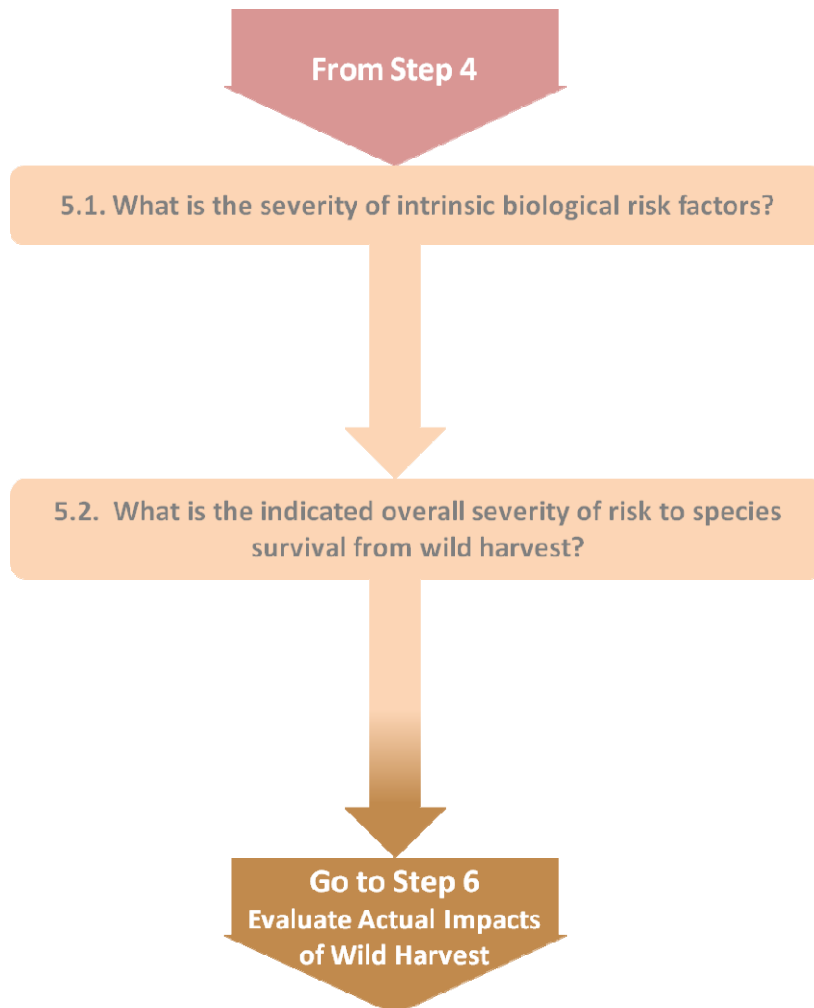 From Step 4
5.1. What is the severity of intrinsic biological risk factors?
5.2.  What is the indicated overall severity of risk to species
survival from wild harvest?
Go to Step 6
Evaluate Actual Impacts
of Wild Harvest